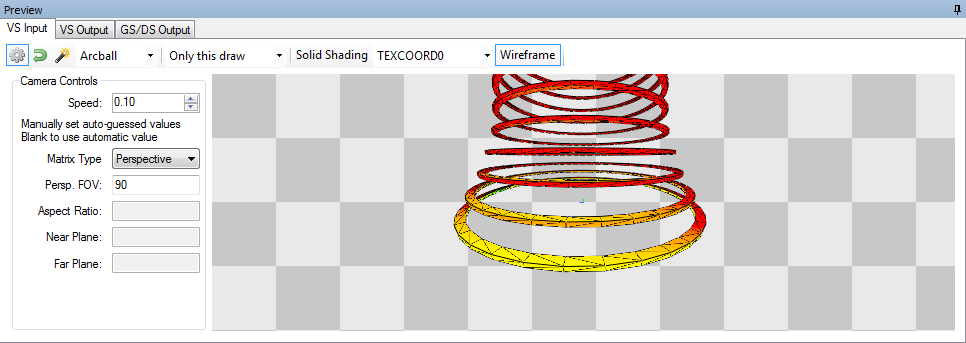 Preview
VS Input VS Output GS/DS Output
Arcball Only this draw Solid Shading TEXCOORD0 Wireframe
Camera Controls
Speed: 0.10
Manually set auto-guessed values
Blank to use automatic value
Matrix Type Perspective
Persp. FOV: 90
Aspect Ratio:
Near Plane:
Far Plane: